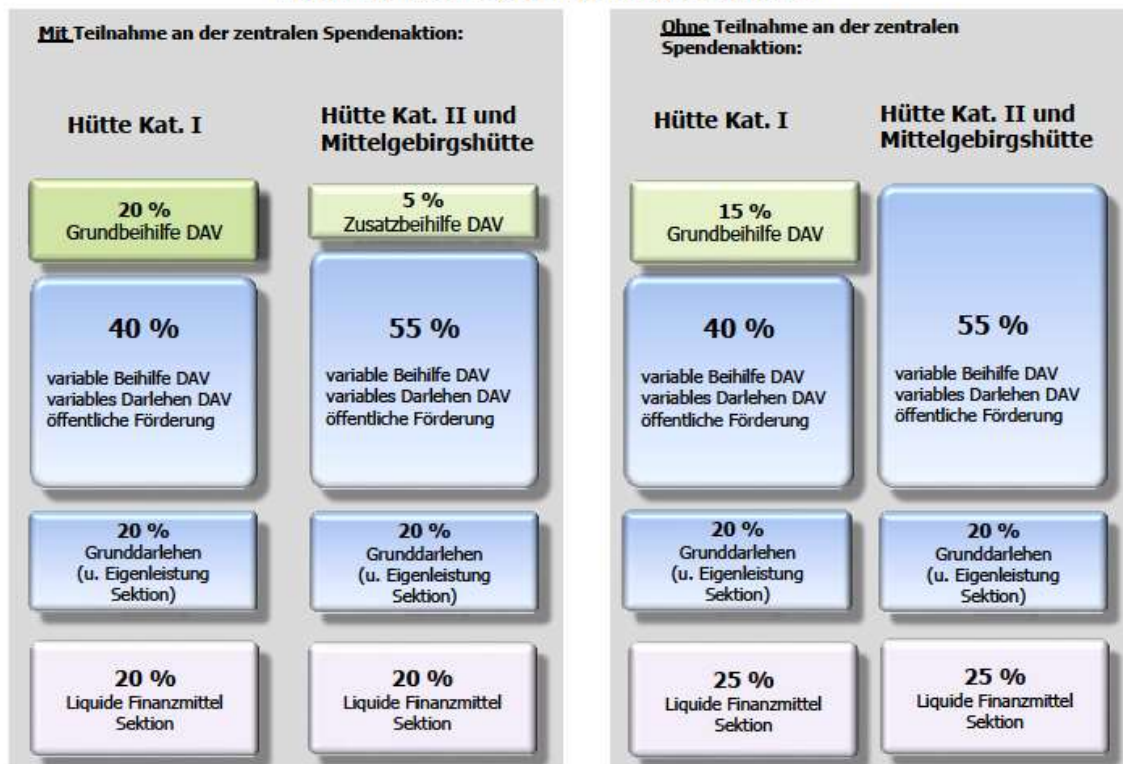 Mit Teilnahme an der zentralen Spendenaktion:
Hütte Kat. I
20 %
Grundbeihilfe DAV
40 %
variable Beihilfe DAV
variables Darlehen DAV
öffentliche Förderung
20 %
Grunddarlehen
(u. Eigenleistung
Sektion)
20 %
Liquide Finanzmittel
Sektion
Hütte Kat. II und
Mittelgebirgshütte
5 %
Zusatzbeihilfe DAV
55 %
variable Beihilfe DAV
variables Darlehen DAV
öffentliche Förderung
20 %
Grunddarlehen
(u. Eigenleistung
Sektion)
20 %
Liquide Finanzmittel
Sektion
Ohne Teilnahme an der zentralen
Spendenaktion:
Hütte Kat. I
15 %
Grundbeihilfe DAV
40 %
variable Beihilfe DAV
variables Darlehen DAV
öffentliche Förderung
20 %
Grunddarlehen
(u. Eigenleistung
Sektion)
25 %
Liquide Finanzmittel
Sektion
Hütte Kat. II und
Mittelgebirgshütte
55 %
variable Beihilfe DAV
variables Darlehen DAV
öffentliche Förderung
20 %
Grunddarlehen
(u. Eigenleistung
Sektion)
25 %
Liquide Finanzmittel
Sektion